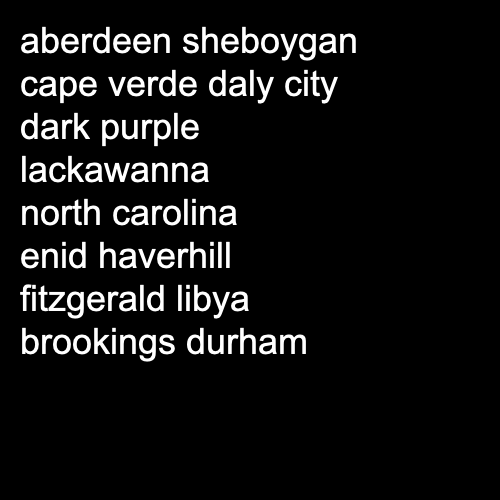 aberdeen sheboygan
cape verde daly city
dark purple
lackawanna
north carolina
enid haverhill
fitzgerald libya
brookings durham